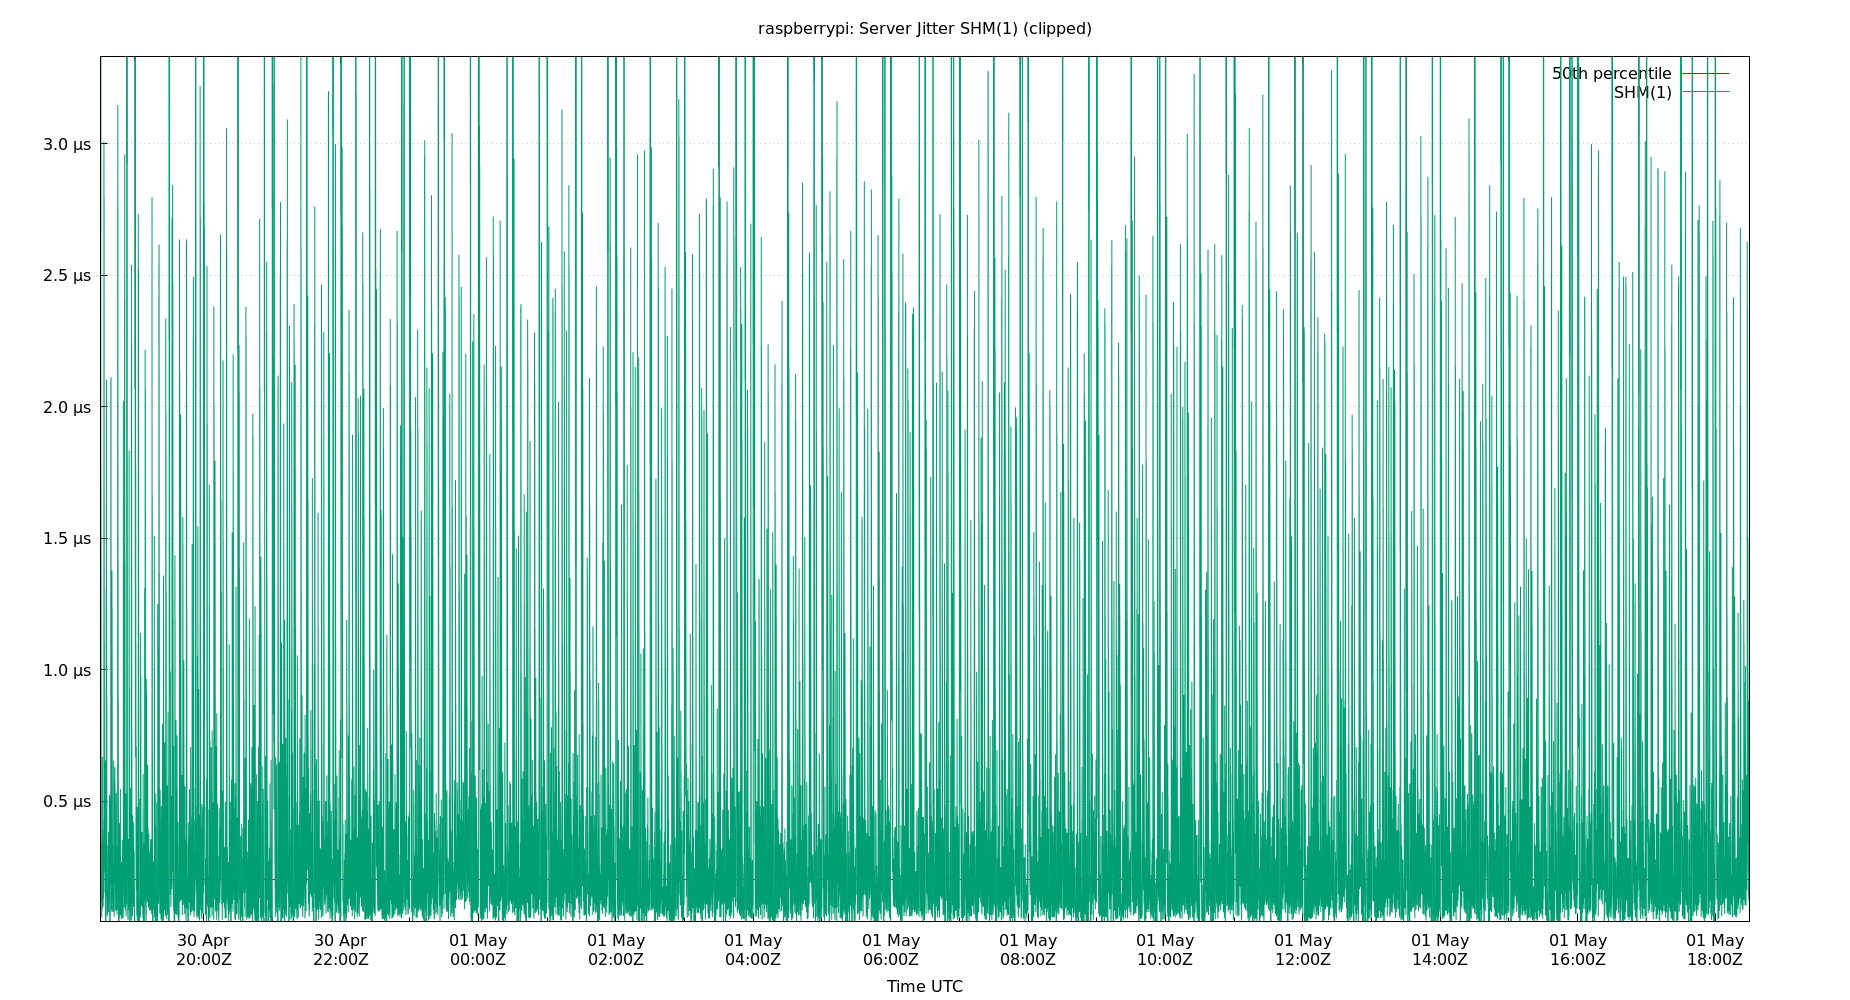 raspberrypi: Server Jitter SHM(1) (clipped)
50th percentile
SHM(1)
3.0 µs
2.5 µs
2.0 µs
1.5 µs
1.0 µs
0.5 µs
30 Apr 30 Apr 01 May 01 May 01 May 01 May 01 May 01 May 01 May 01 May 01 May 01 May
20:00Z 22:00Z 00:00Z 02:00Z 04:00Z 06:00Z 08:00Z 10:00Z 12:00Z 14:00Z 16:00Z 18:00Z
Time UTC